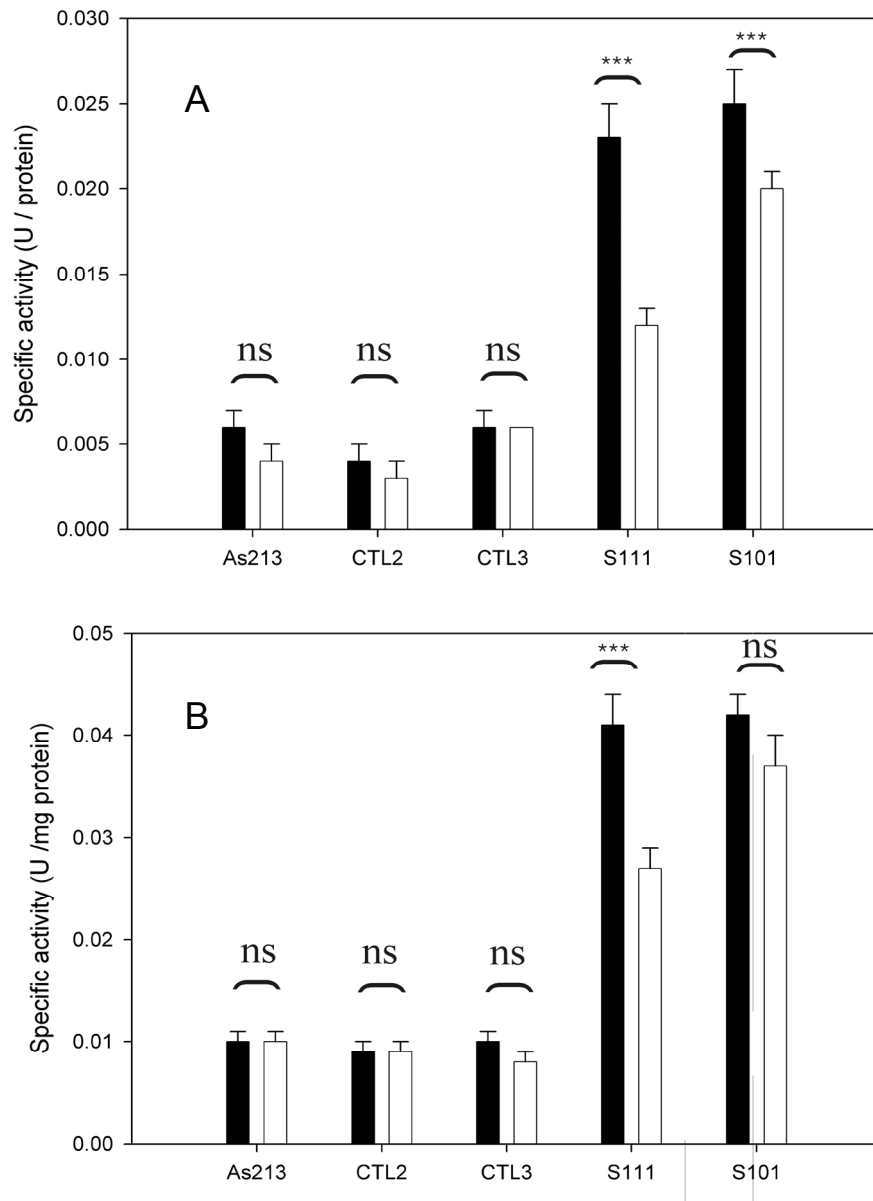 0.030
***
***
A
0.025
0.020
0.015
ns
ns
ns
0.010
0.005
0.000
Specific activity (U / protein)
As213
CTL2
CTL3
S111
S101
0.05
***
ns
B
0.04
0.03
0.02
ns
ns
ns
0.01
0.00
Specific activity (U /mg protein)
As213
CTL2
CTL3
S111
S101